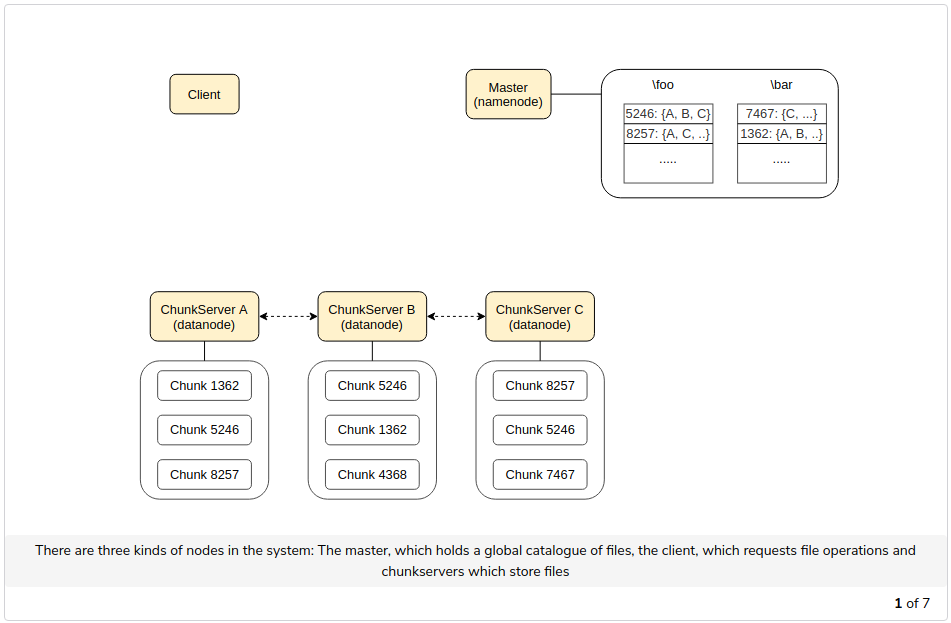 Client
Master
(namenode)
\foo
\bar
5246: {A, B, C}
7467: {C, ...}
8257: {A, C, ..}
1362: {A, B, ..}
.....
.....
ChunkServer A
(datanode)
ChunkServer B
(datanode)
ChunkServer C
(datanode)
Chunk 1362
Chunk 5246
Chunk 8257
Chunk 5246
Chunk 1362
Chunk 4368
Chunk 8257
Chunk 5246
Chunk 7467
There are three kinds of nodes in the system: The master, which holds a global catalogue of files, the client, which requests file operations and
chunkservers which store files
1 of 7